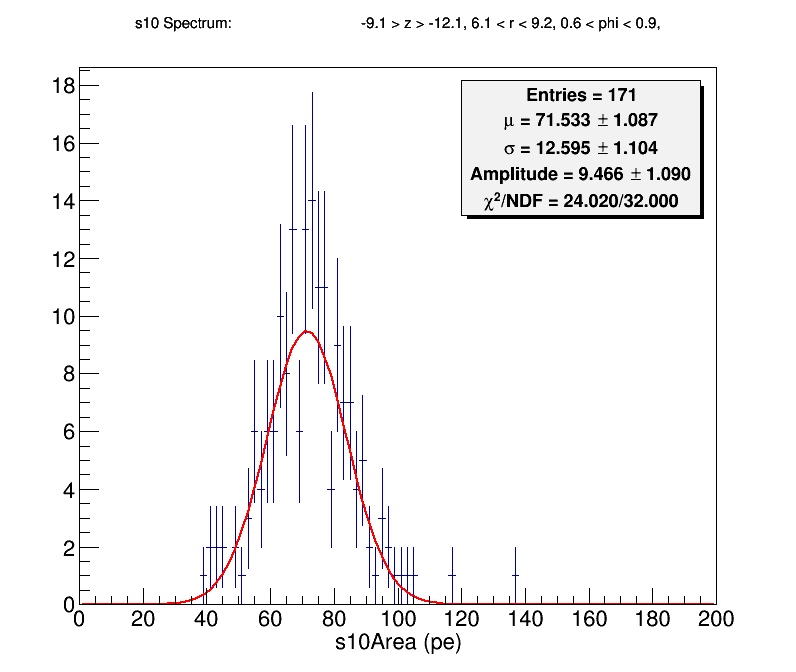 s10 Spectrum: -9.1 > z > -12.1, 6.1 < r < 9.2, 0.6 < phi < 0.9,
Entries = 171
μ = 71.533 ± 1.087
σ = 12.595 ± 1.104
Amplitude = 9.466 ± 1.090
χ²/NDF = 24.020/32.000
18
16
14
12
10
8
6
4
2
0
0 20 40 60 80 100 120 140 160 180 200
s10Area (pe)